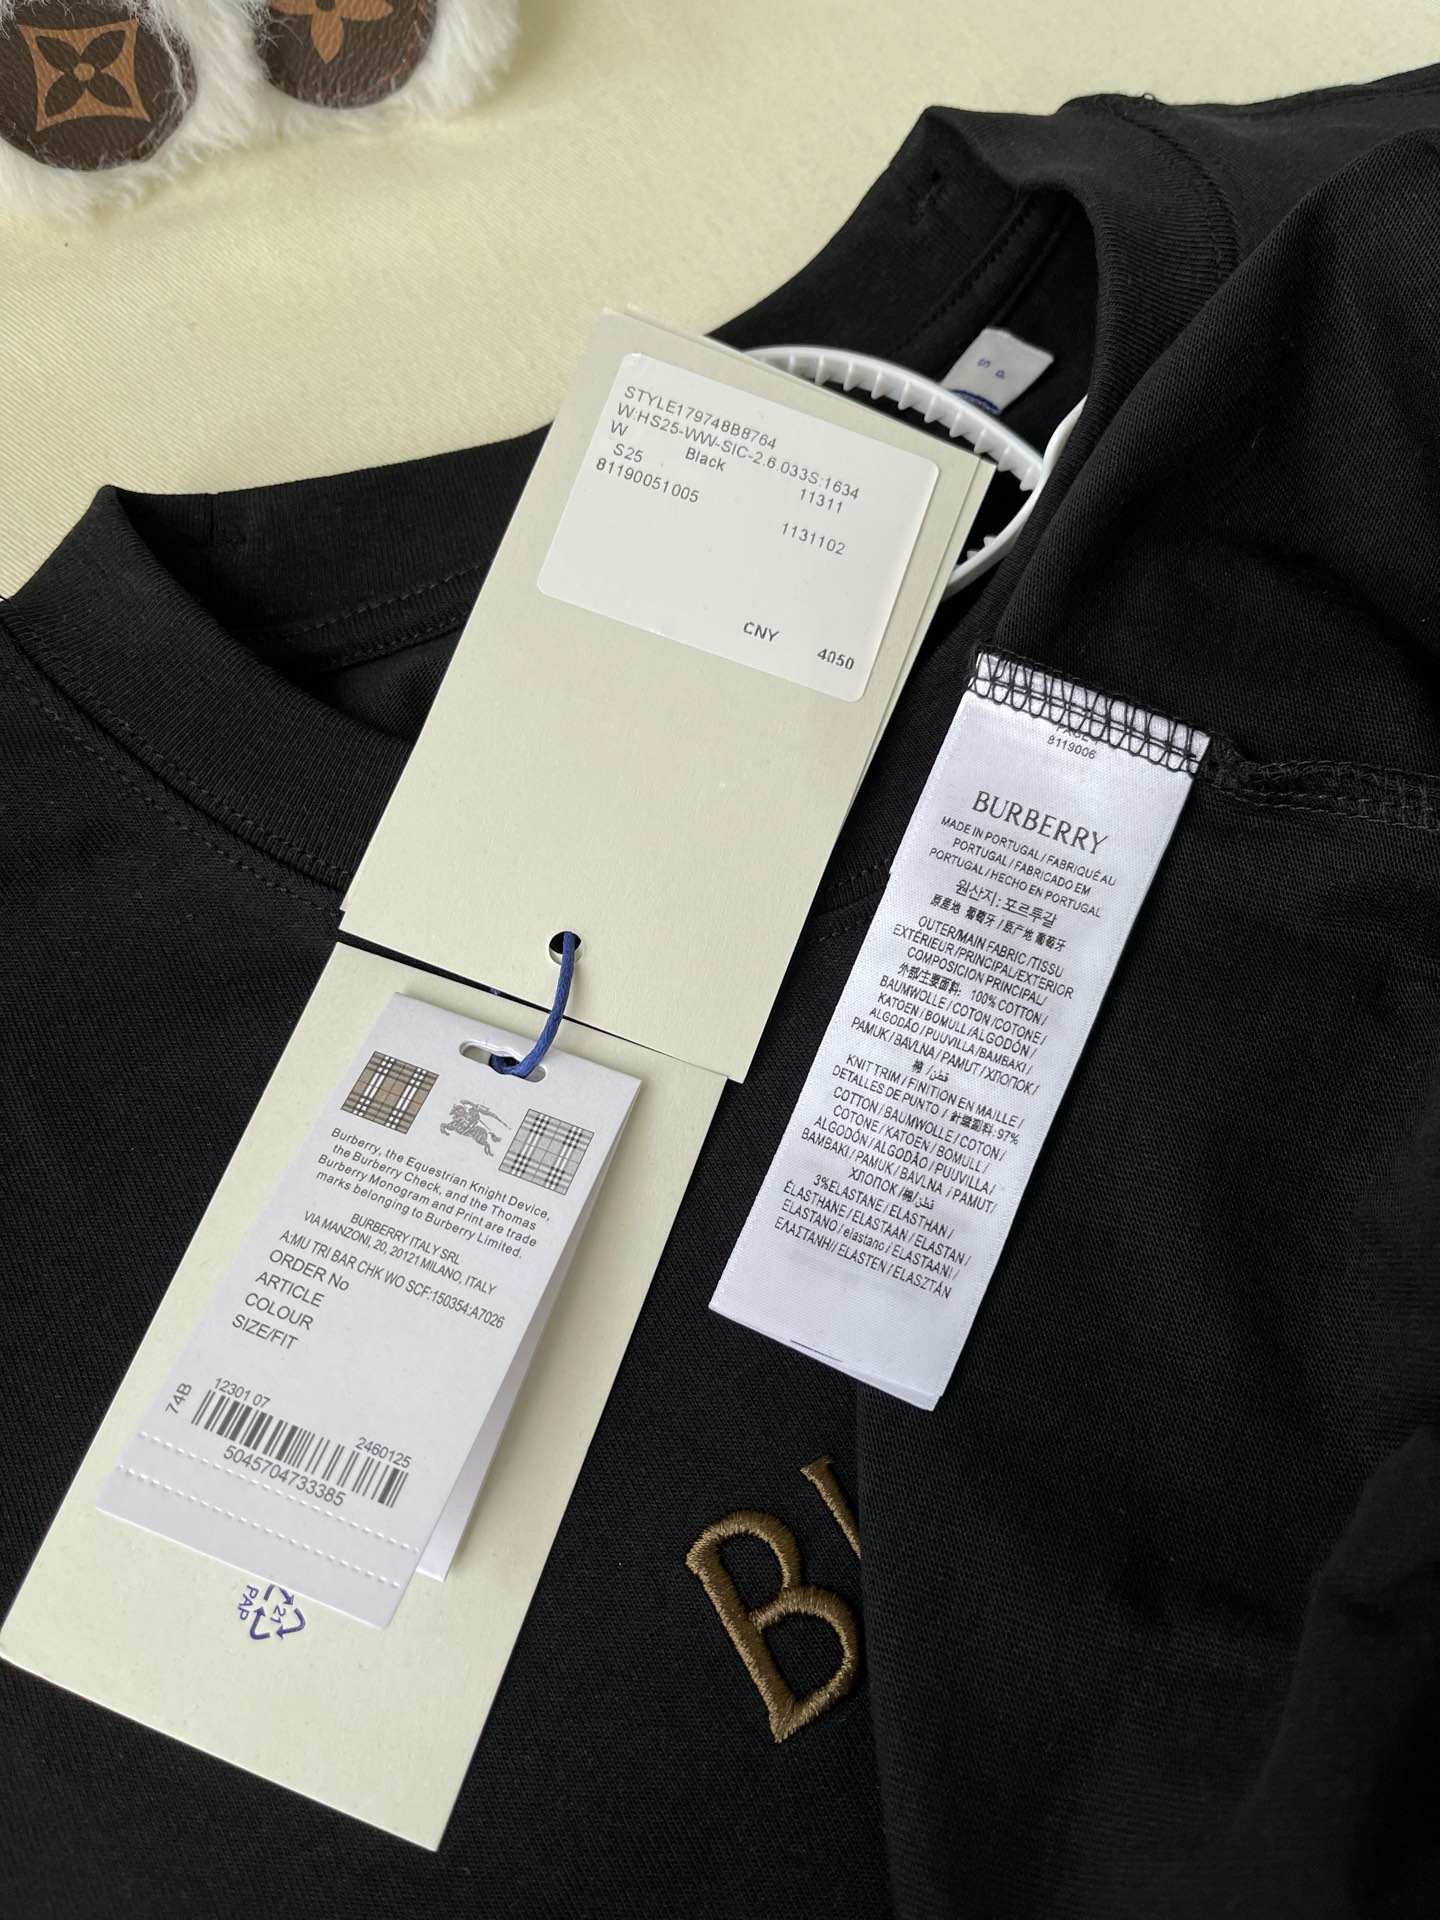 STYLE179748B8764
W:HS25-WW-SIC-2.6.033S:1634
W Black 11311
S25
81190051005 1131102
CNY 4050
S
P
8119006
BURBERRY
MADE IN PORTUGAL / FABRIQUÉ AU
PORTUGAL / FABRICADO EM
PORTUGAL / HECHO EN PORTUGAL
원산지: 포르투갈
原産地 葡萄牙 / 原产地 葡萄牙
OUTER/MAIN FABRIC /TISSU
EXTÉRIEUR /PRINCIPAL/EXTERIOR
COMPOSICION PRINCIPAL/
外部主要面料: 100% COTTON /
BAUMWOLLE / COTON /COTONE /
KATOEN / BOMULL /ALGODÓN /
ALGODÃO / PUUVILLA /BAMBAKI /
PAMUK / BAVLNA / PAMUT /ХЛОПОК /
棉 /قطن/
KNIT TRIM / FINITION EN MAILLE /
DETALLES DE PUNTO / 針織面料: 97%
COTTON / BAUMWOLLE / COTON /
COTONE / KATOEN / BOMULL /
ALGODÓN / ALGODÃO / PUUVILLA /
BAMBAKI / PAMUK / BAVLNA / PAMUT/
ХЛОПОК /棉/ قطن/
3%ELASTANE / ELASTHAN /
ÉLASTHANE / ELASTAAN / ELASTAN /
ELASTANO / elastano / ELASTAANI /
ΕΛΑΣΤΑΝΗ// ELASTEN / ELASZTÁN
Burberry, the Equestrian Knight Device,
the Burberry Check, and the Thomas
Burberry Monogram and Print are trade
marks belonging to Burberry Limited.
BURBERRY ITALY SRL
VIA MANZONI, 20, 20121 MILANO, ITALY
A:MU TRI BAR CHK WO SCF:150354:A7026
ORDER No
ARTICLE
COLOUR
SIZE/FIT
74B
12301 07
2460125
5045704733385
21
PAP
B